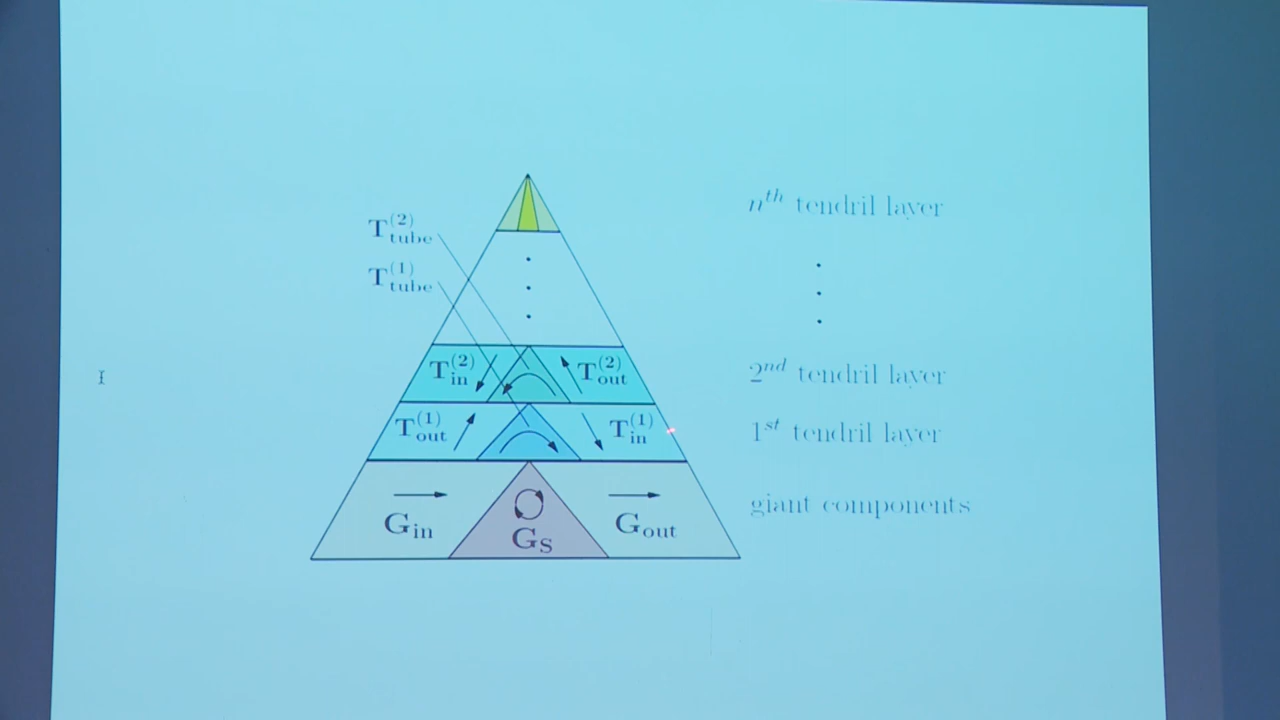 nth tendril layer
T(2)tube
T(1)tube
T(2)in T(2)out 2nd tendril layer
T(1)out T(1)in 1st tendril layer
Gin GS Gout giant components